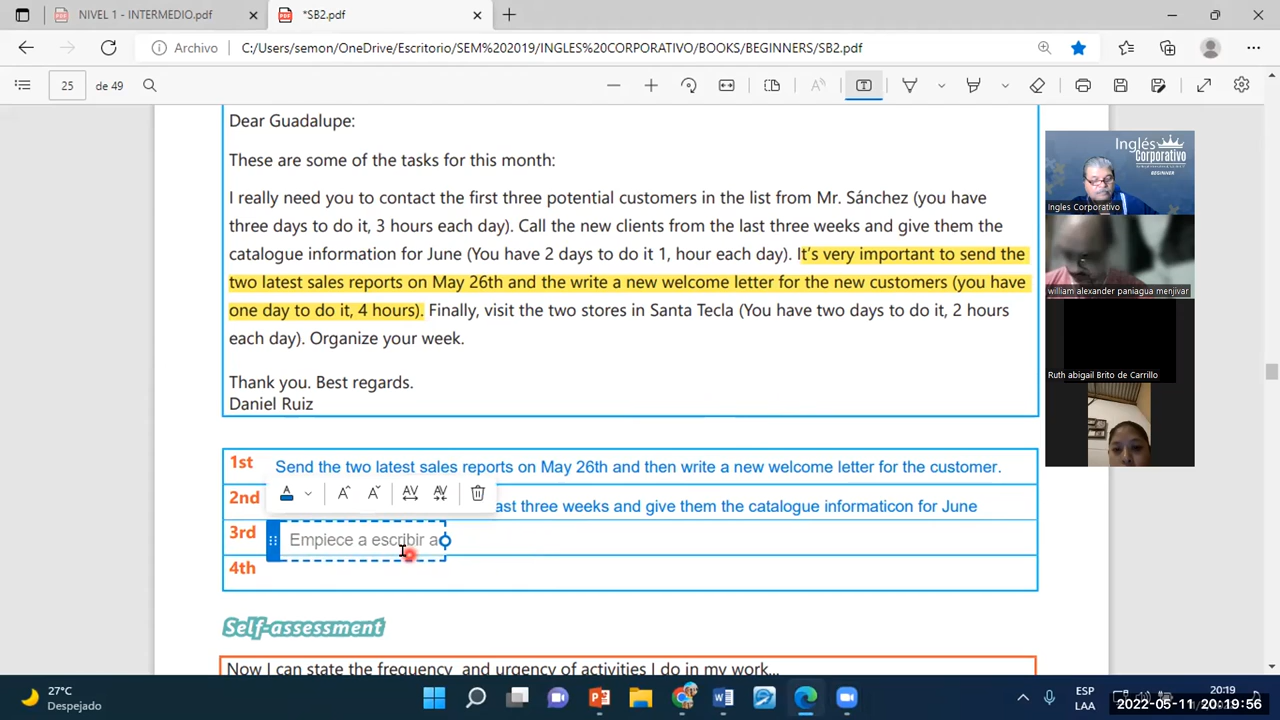 NIVEL 1 - INTERMEDIO.pdf
*SB2.pdf
Archivo
C:/Users/semon/OneDrive/Escritorio/SEM%202019/INGLES%20CORPORATIVO/BOOKS/BEGINNERS/SB2.pdf
25 de 49
Dear Guadalupe:
These are some of the tasks for this month:
I really need you to contact the first three potential customers in the list from Mr. Sánchez (you have
three days to do it, 3 hours each day). Call the new clients from the last three weeks and give them the
catalogue information for June (You have 2 days to do it 1, hour each day). It's very important to send the
two latest sales reports on May 26th and the write a new welcome letter for the new customers (you have
one day to do it, 4 hours). Finally, visit the two stores in Santa Tecla (You have two days to do it, 2 hours
each day). Organize your week.
Thank you. Best regards.
Daniel Ruiz
1st Send the two latest sales reports on May 26th and then write a new welcome letter for the customer.
2nd ast three weeks and give them the catalogue informaticon for June
3rd Empiece a escribir a
4th
Self-assessment
Now I can state the frequency and urgency of activities I do in my work...
Inglés
Corporativo
BEGINNER
Ingles Corporativo
william alexander paniagua menjivar
Ruth abigail Brito de Carrillo
27°C
Despejado
ESP
LAA
20:19
2022-05-11 20:19:56